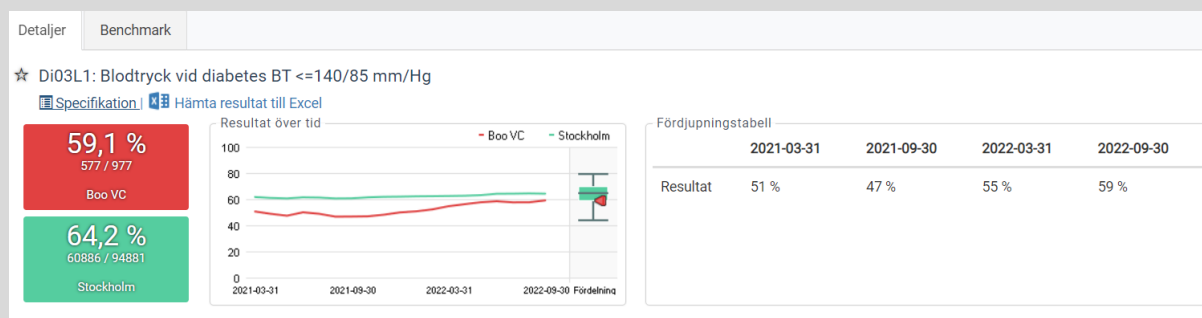 Detaljer Benchmark
Di03L1: Blodtryck vid diabetes BT <=140/85 mm/Hg
Specifikation | Hämta resultat till Excel
59,1 %
577 / 977
Boo VC
64,2 %
60886 / 94881
Stockholm
Resultat över tid
Boo VC Stockholm
100
80
60
40
20
0
2021-03-31 2021-09-30 2022-03-31 2022-09-30 Fördelning
Fördjupningstabell
2021-03-31 2021-09-30 2022-03-31 2022-09-30
Resultat 51 % 47 % 55 % 59 %